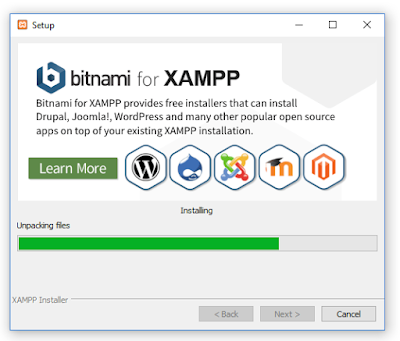 Setup
bitnami for XAMPP
Bitnami for XAMPP provides free installers that can install
Drupal, Joomla!, WordPress and many other popular open source
apps on top of your existing XAMPP installation.
Learn More
Installing
Unpacking files
XAMPP Installer
< Back Next > Cancel